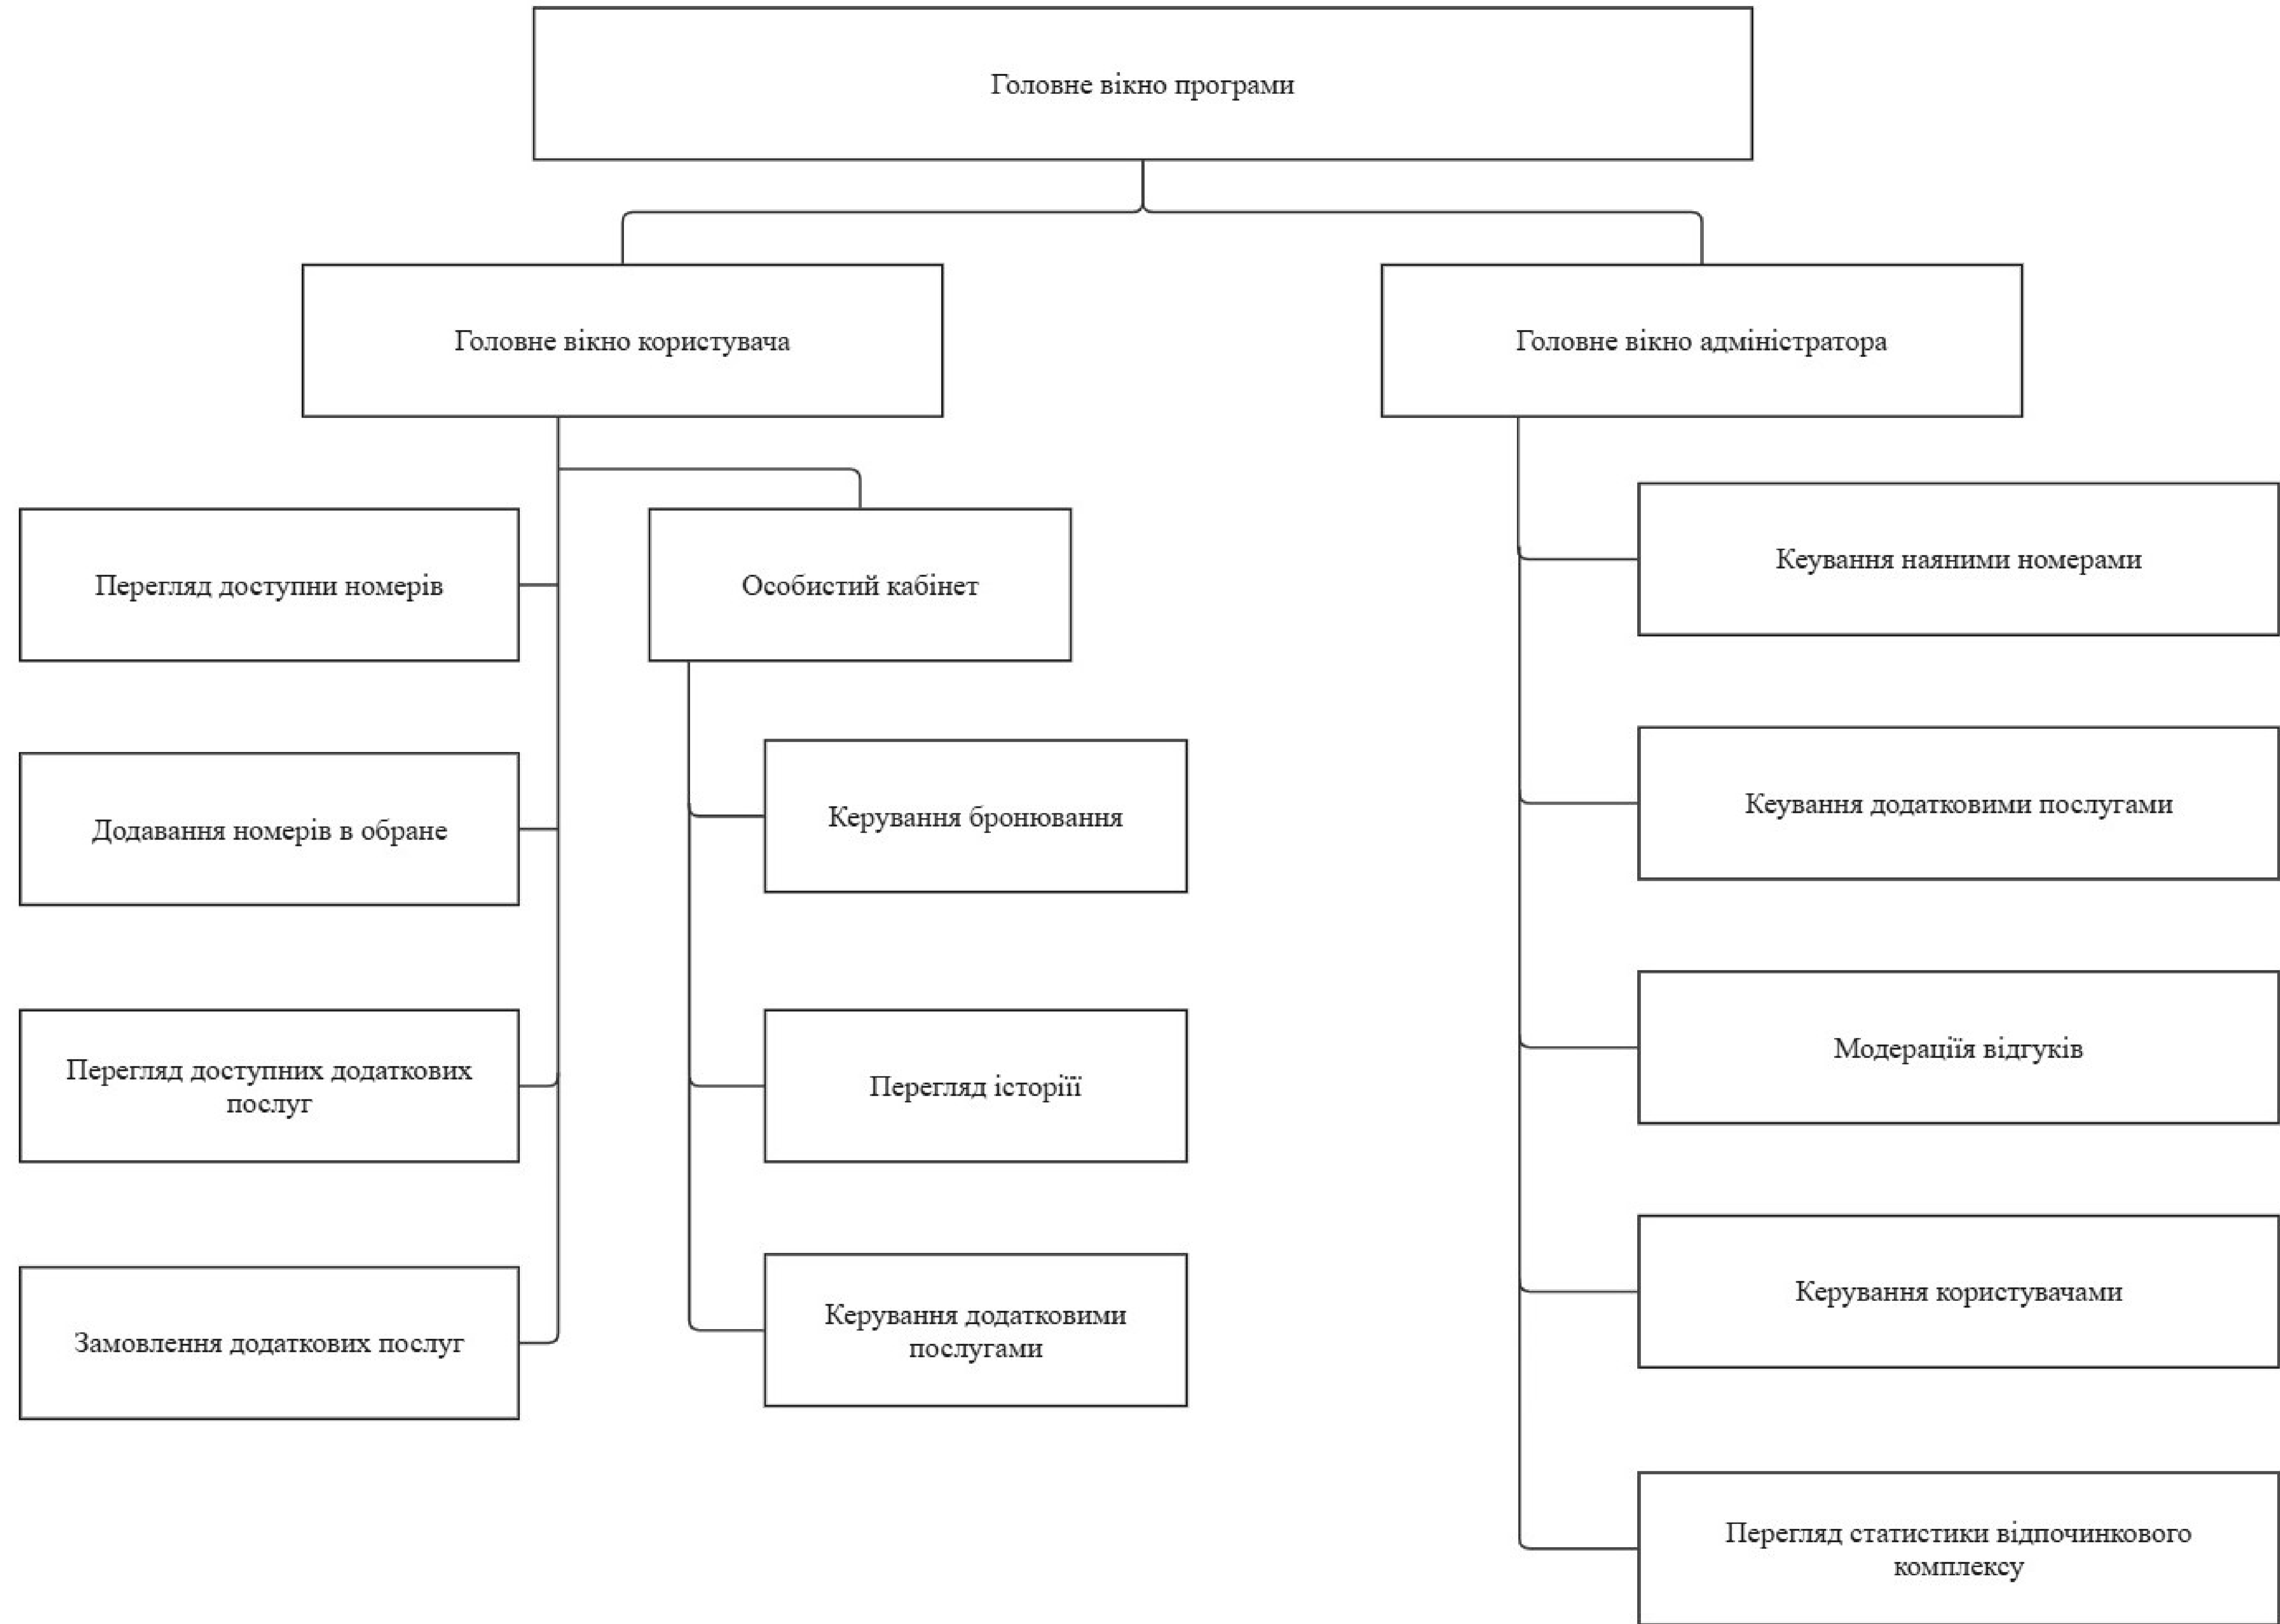 Головне вікно програми
Головне вікно користувача
Головне вікно адміністратора
Перегляд доступни номерів
Додавання номерів в обране
Перегляд доступних додаткових
послуг
Замовлення додаткових послуг
Особистий кабінет
Керування бронювання
Перегляд історіїї
Керування додатковими
послугами
Кеування наяними номерами
Кеування додатковими послугами
Модераціїя відгуків
Керування користувачами
Перегляд статистики відпочинкового
комплексу